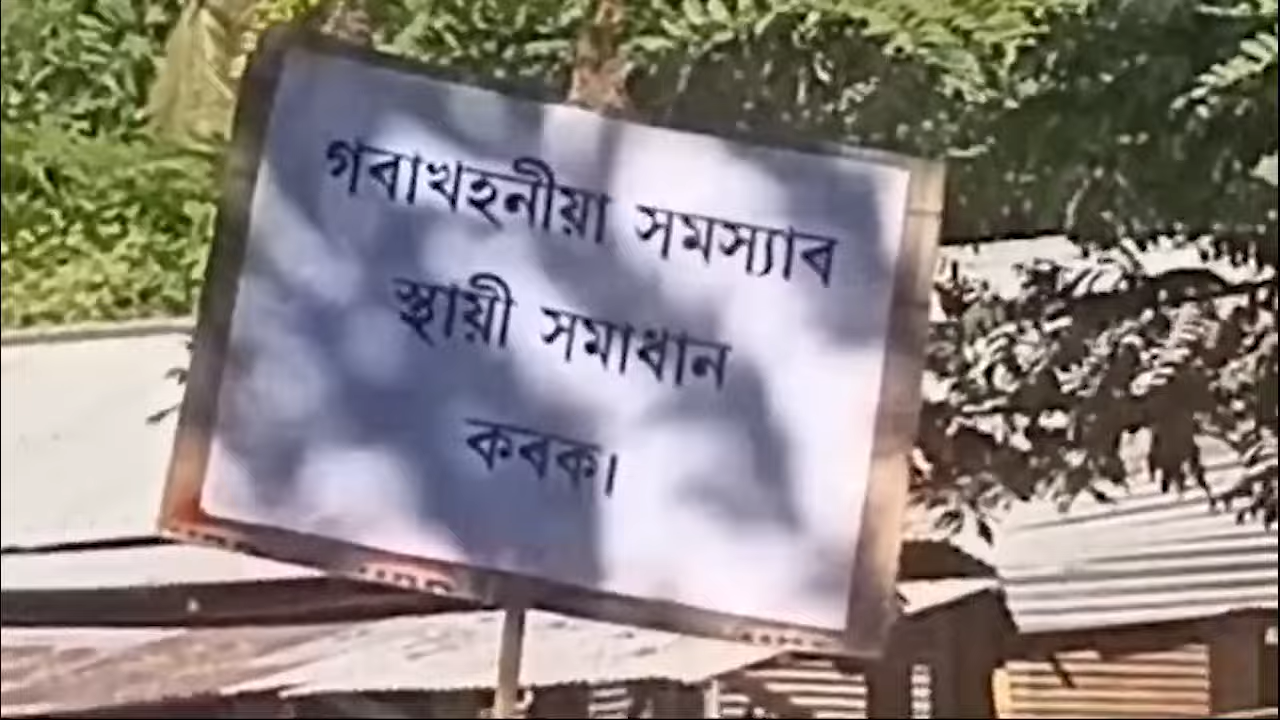 গৰাখহনীয়া সমস্যাৰ
স্থায়ী সমাধান
কৰক।